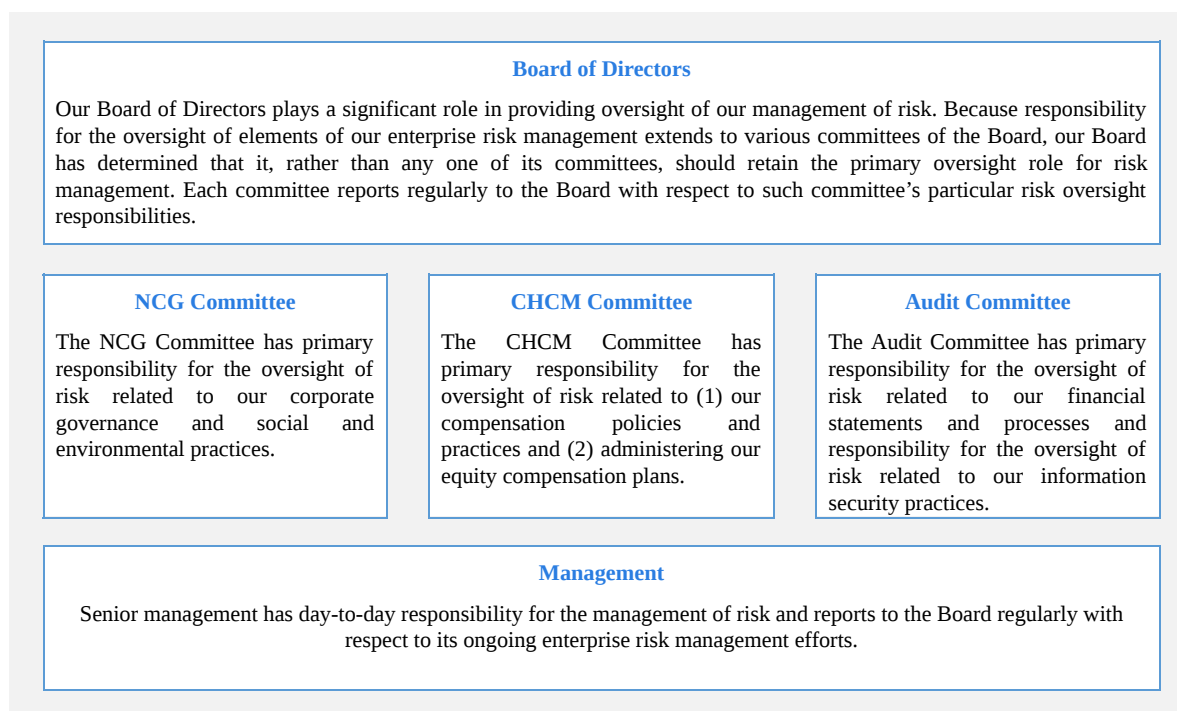 Board of Directors
Our Board of Directors plays a significant role in providing oversight of our management of risk. Because responsibility
for the oversight of elements of our enterprise risk management extends to various committees of the Board, our Board
has determined that it, rather than any one of its committees, should retain the primary oversight role for risk
management. Each committee reports regularly to the Board with respect to such committee’s particular risk oversight
responsibilities.
NCG Committee
The NCG Committee has primary
responsibility for the oversight of
risk related to our corporate
governance and social and
environmental practices.
CHCM Committee
The CHCM Committee has
primary responsibility for the
oversight of risk related to (1) our
compensation policies and
practices and (2) administering our
equity compensation plans.
Audit Committee
The Audit Committee has primary
responsibility for the oversight of
risk related to our financial
statements and processes and
responsibility for the oversight of
risk related to our information
security practices.
Management
Senior management has day-to-day responsibility for the management of risk and reports to the Board regularly with
respect to its ongoing enterprise risk management efforts.